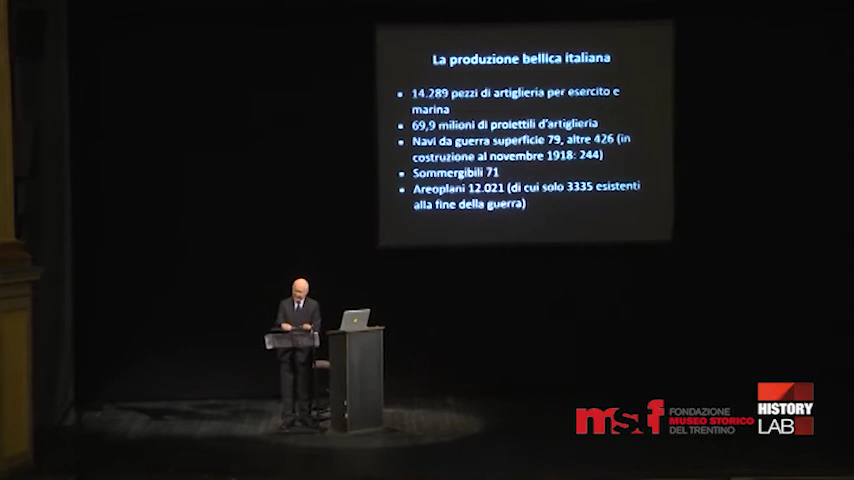 La produzione bellica italiana
14.289 pezzi di artiglieria per esercito e
marina
69,9 milioni di proiettili d'artiglieria
Navi da guerra superficie 79, altre 426 (in
costruzione al novembre 1918: 244)
Sommergibili 71
Areoplani 12.021 (di cui solo 3335 esistenti
alla fine della guerra)
msf FONDAZIONE
MUSEO STORICO
DEL TRENTINO
HISTORY
LAB